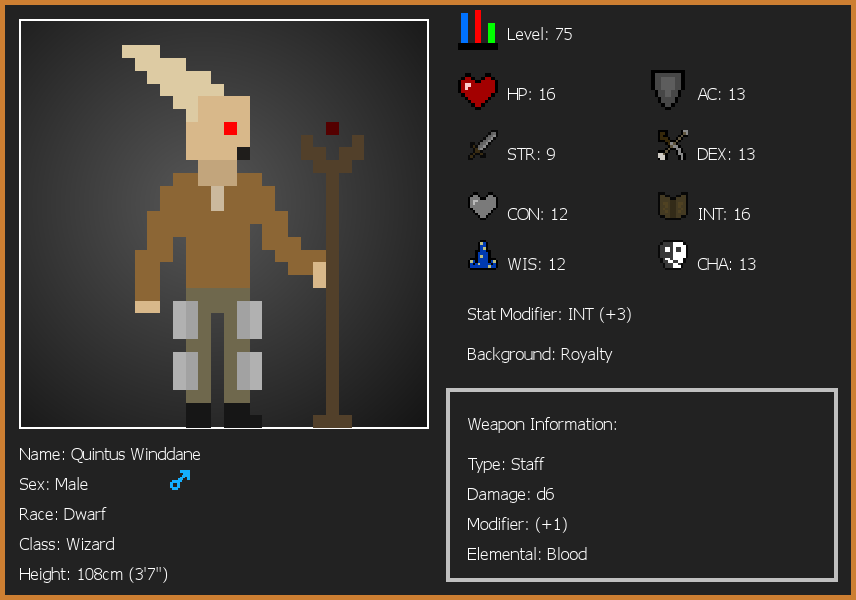 Level: 75
HP: 16
AC: 13
STR: 9
DEX: 13
CON: 12
INT: 16
WIS: 12
CHA: 13
Stat Modifier: INT (+3)
Background: Royalty
Weapon Information:
Type: Staff
Damage: d6
Modifier: (+1)
Elemental: Blood
Name: Quintus Winddane
Sex: Male
Race: Dwarf
Class: Wizard
Height: 108cm (3'7")